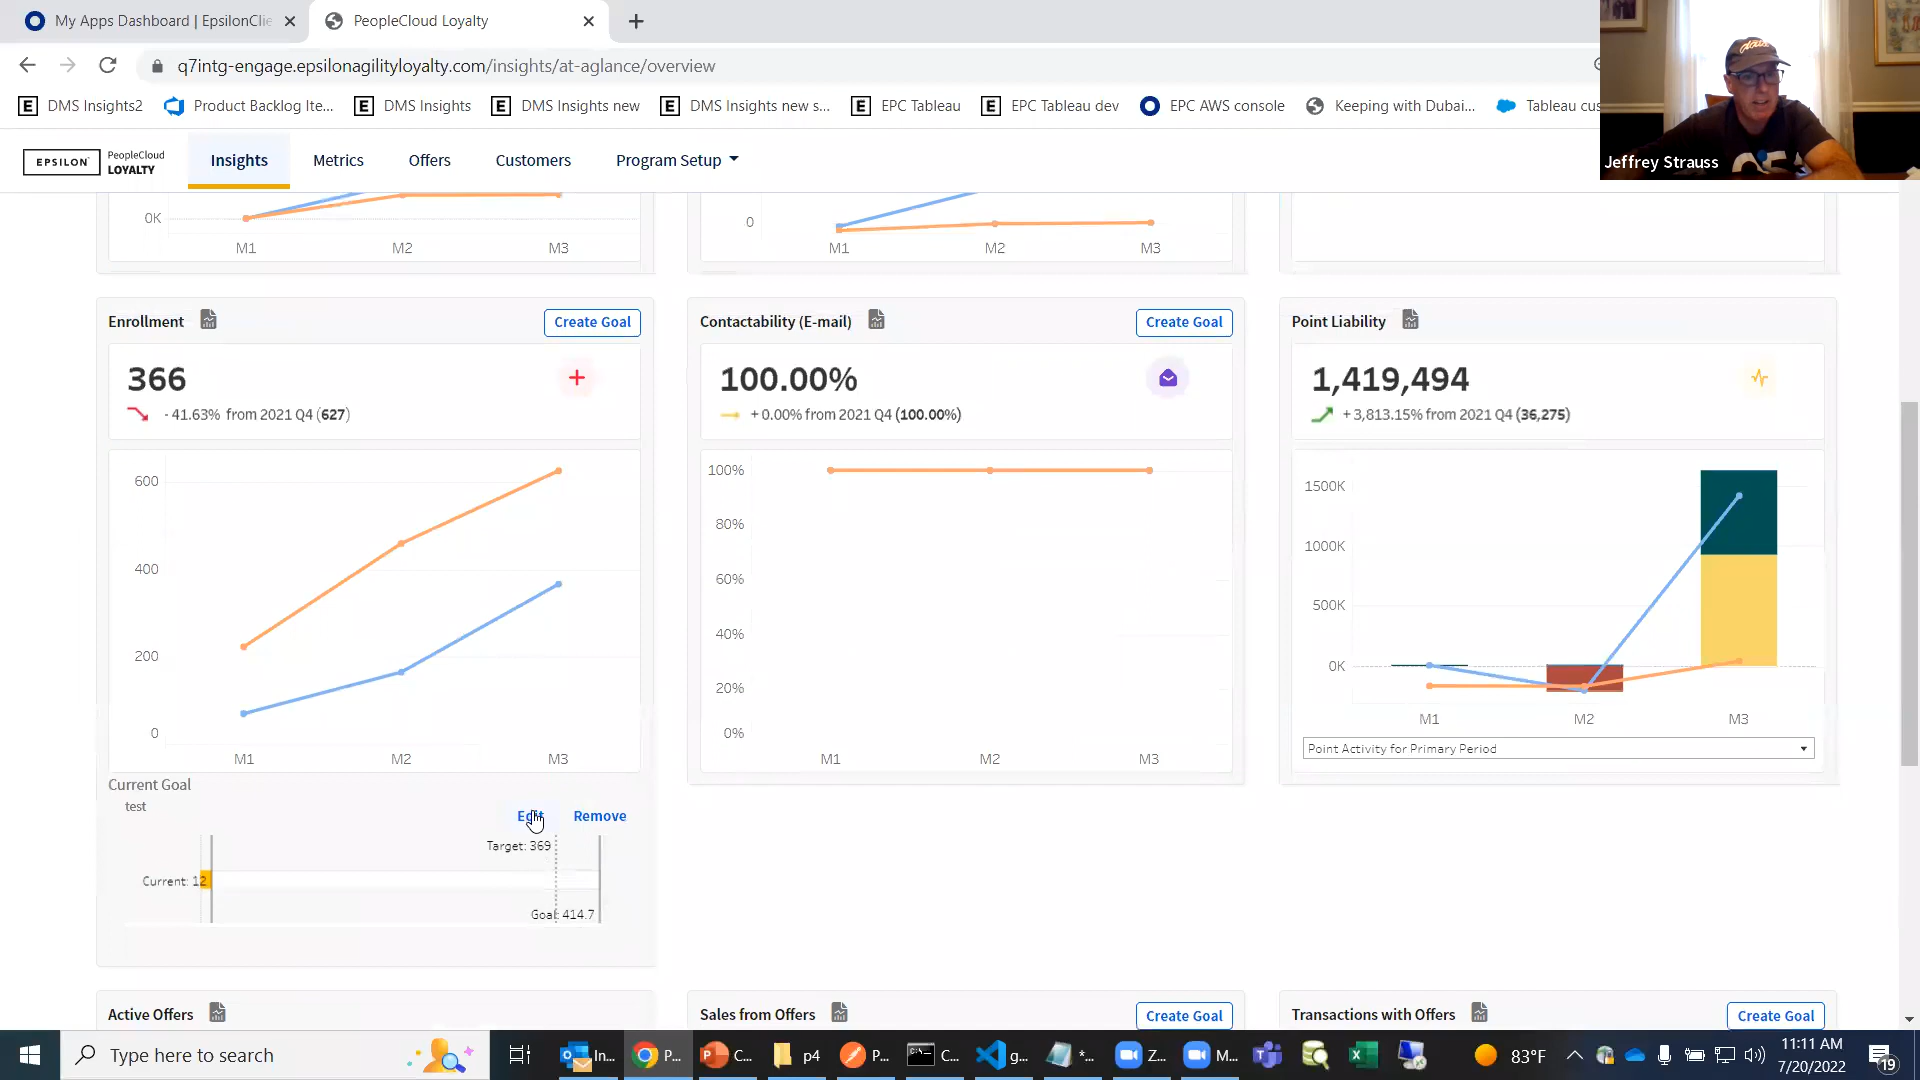 My Apps Dashboard | EpsilonClie
PeopleCloud Loyalty
q7intg-engage.epsilonagilityloyalty.com/insights/at-aglance/overview
DMS Insights2
Product Backlog Ite...
DMS Insights
DMS Insights new
DMS Insights new s...
EPC Tableau
EPC Tableau dev
EPC AWS console
Keeping with Dubai...
Tableau cus
Jeffrey Strauss
EPSILON
PeopleCloud
LOYALTY
Insights
Metrics
Offers
Customers
Program Setup
0K
M1
M2
M3
0
M1
M2
M3
Enrollment
Create Goal
366
- 41.63% from 2021 Q4 (627)
600
400
200
0
M1
M2
M3
Current Goal
test
Edit
Remove
Target: 369
Current: 12
Goal: 414.7
Contactability (E-mail)
Create Goal
100.00%
+ 0.00% from 2021 Q4 (100.00%)
100%
80%
60%
40%
20%
0%
M1
M2
M3
Point Liability
1,419,494
+ 3,813.15% from 2021 Q4 (36,275)
1500K
1000K
500K
0K
M1
M2
M3
Point Activity for Primary Period
Active Offers
Sales from Offers
Create Goal
Transactions with Offers
Create Goal
Type here to search
In...
P...
C...
p4
P...
C...
g...
*...
Z...
M...
83°F
11:11 AM
7/20/2022
19